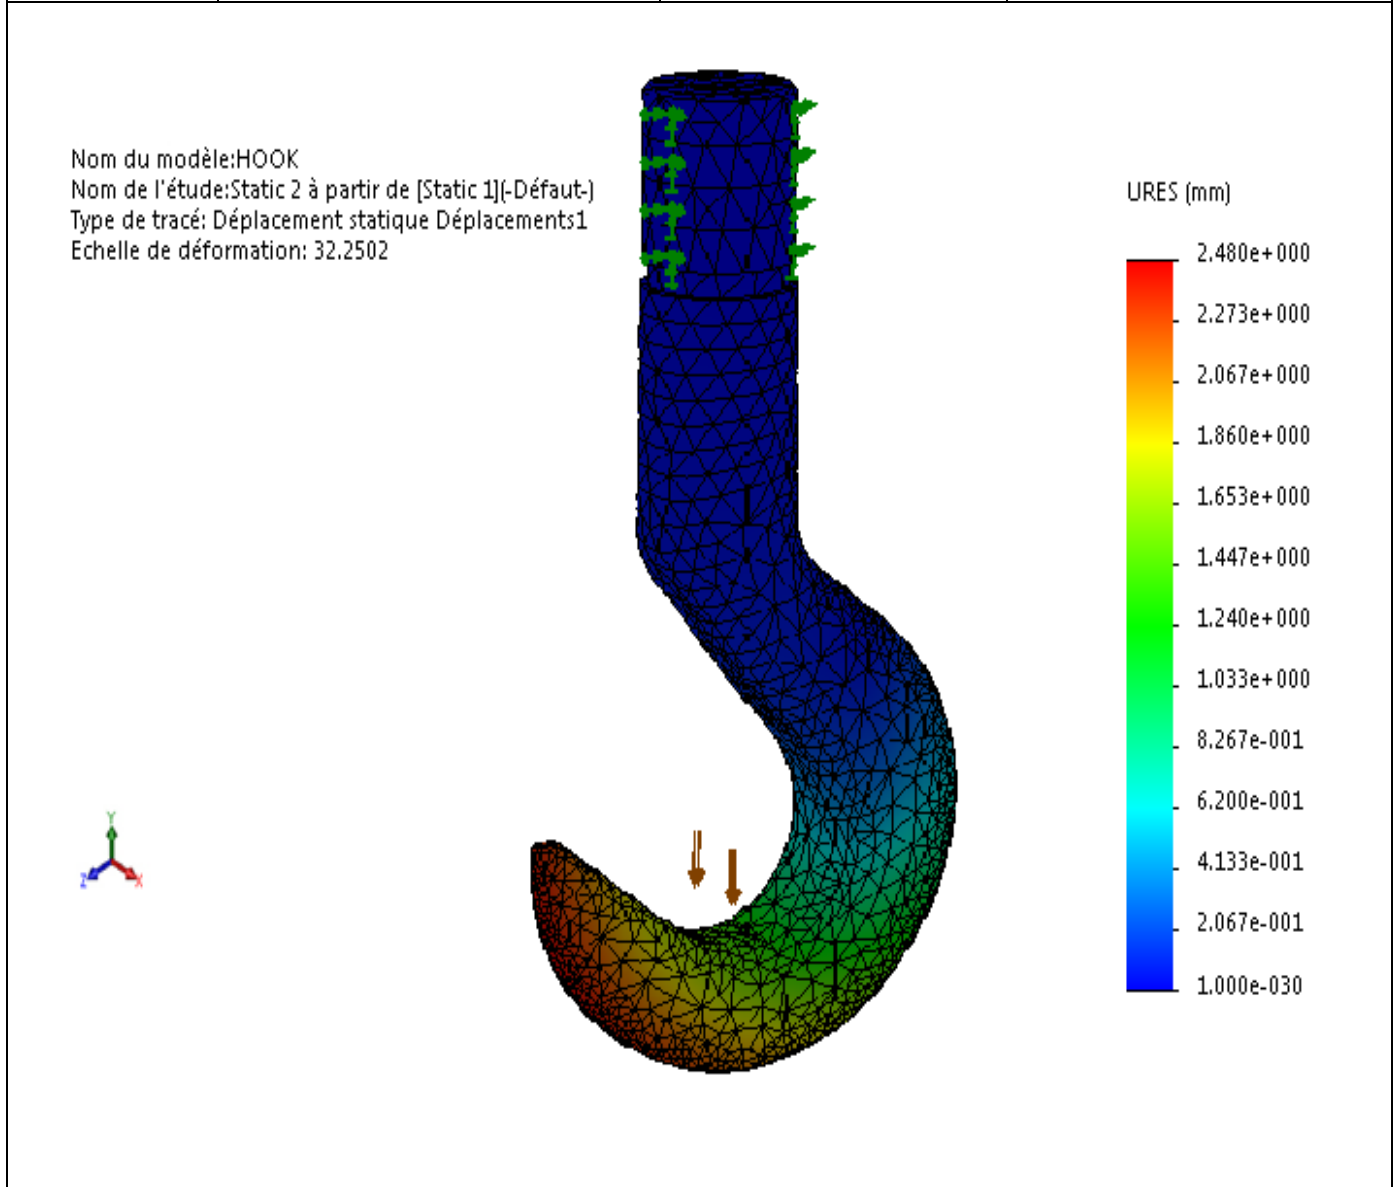 Nom du modèle:HOOK
Nom de l'étude:Static 2 à partir de [Static 1](-Défaut-)
Type de tracé: Déplacement statique Déplacements1
Echelle de déformation: 32.2502
URES (mm)
2.480e+000
2.273e+000
2.067e+000
1.860e+000
1.653e+000
1.447e+000
1.240e+000
1.033e+000
8.267e-001
6.200e-001
4.133e-001
2.067e-001
1.000e-030
Y
Z
X